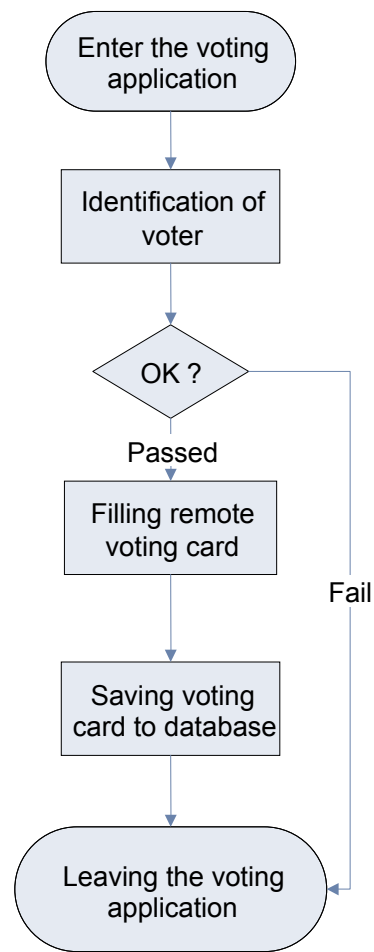 Enter the voting
application
Identification of
voter
OK ?
Passed
Filling remote
voting card
Fail
Saving voting
card to database
Leaving the voting
application